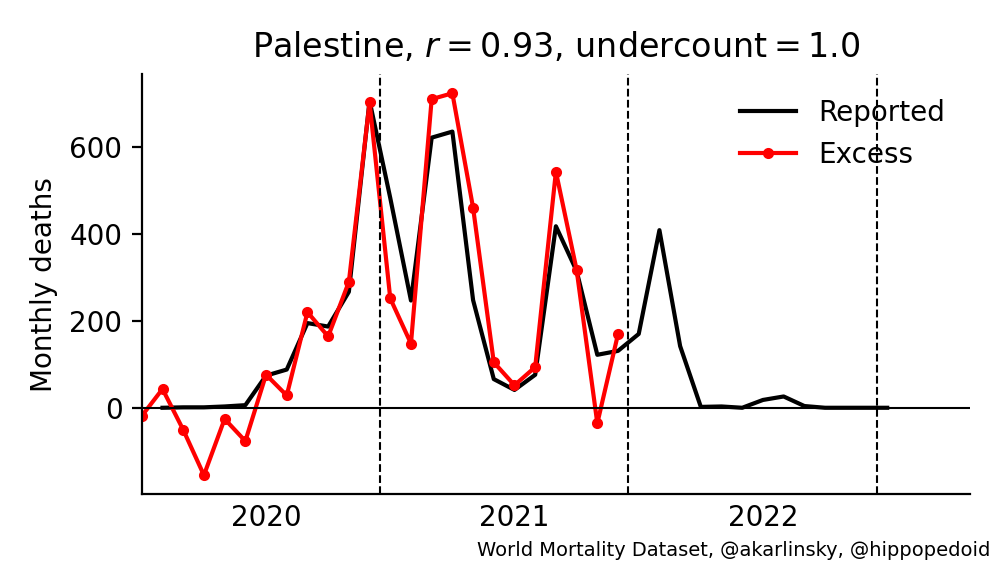 Palestine, r = 0.93, undercount = 1.0
Reported
Excess
Monthly deaths
600
400
200
0
2020 2021 2022
World Mortality Dataset, @akarlinsky, @hippopedoid